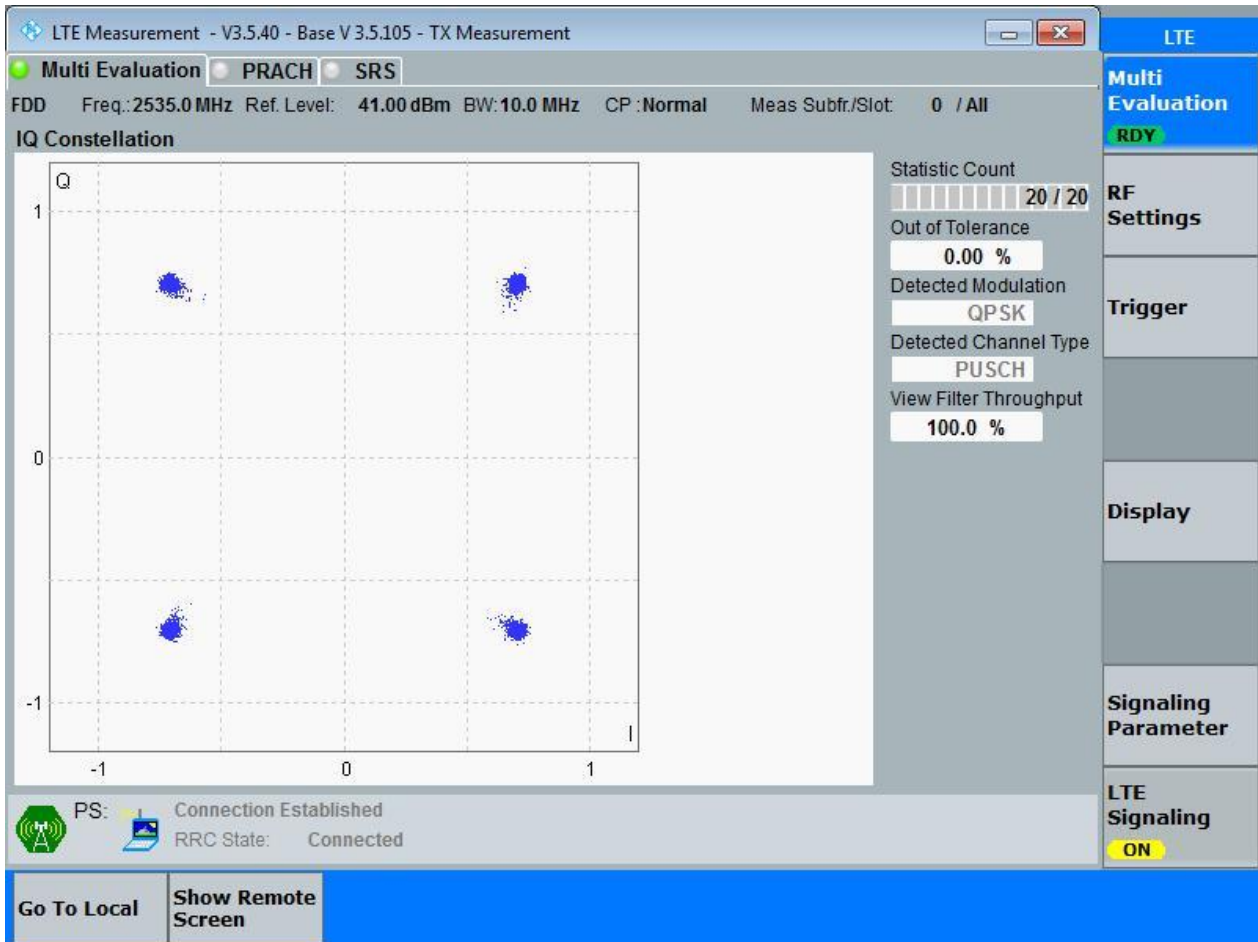 LTE Measurement - V3.5.40 - Base V 3.5.105 - TX Measurement
LTE
Multi Evaluation PRACH SRS
Multi
Evaluation
RDY
FDD Freq.: 2535.0 MHz Ref. Level: 41.00 dBm BW: 10.0 MHz CP : Normal Meas Subfr./Slot: 0 / All
IQ Constellation
Q
1
0
-1
I
-1 0 1
Statistic Count
20 / 20
Out of Tolerance
0.00 %
Detected Modulation
QPSK
Detected Channel Type
PUSCH
View Filter Throughput
100.0 %
RF
Settings
Trigger
Display
Signaling
Parameter
LTE
Signaling
ON
PS: Connection Established
RRC State: Connected
Go To Local
Show Remote
Screen